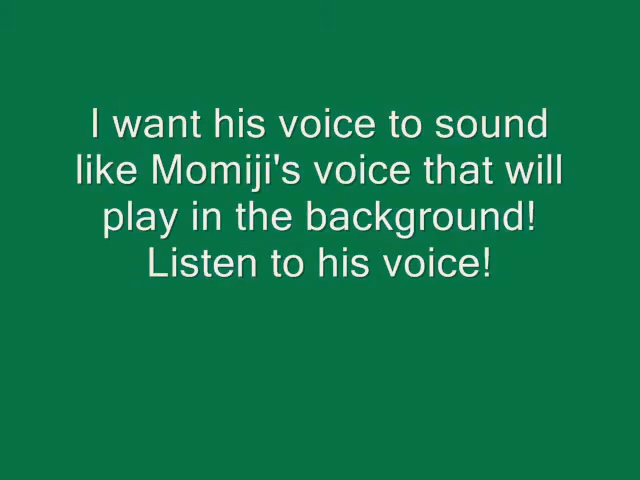 I want his voice to sound
like Momiji's voice that will
play in the background!
Listen to his voice!